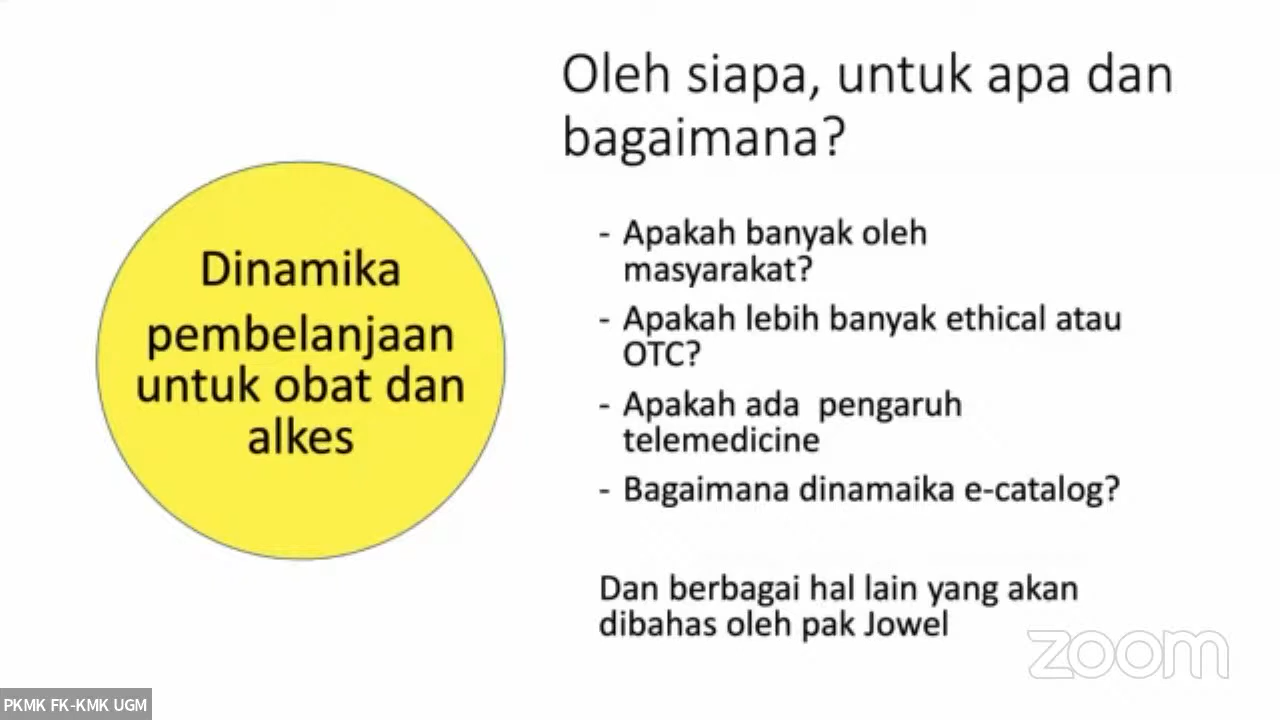 Oleh siapa, untuk apa dan
bagaimana?
Dinamika
pembelanjaan
untuk obat dan
alkes
- Apakah banyak oleh
masyarakat?
- Apakah lebih banyak ethical atau
OTC?
- Apakah ada  pengaruh
telemedicine
- Bagaimana dinamaika e-catalog?
Dan berbagai hal lain yang akan
dibahas oleh pak Jowel
zoom
PKMK FK-KMK UGM